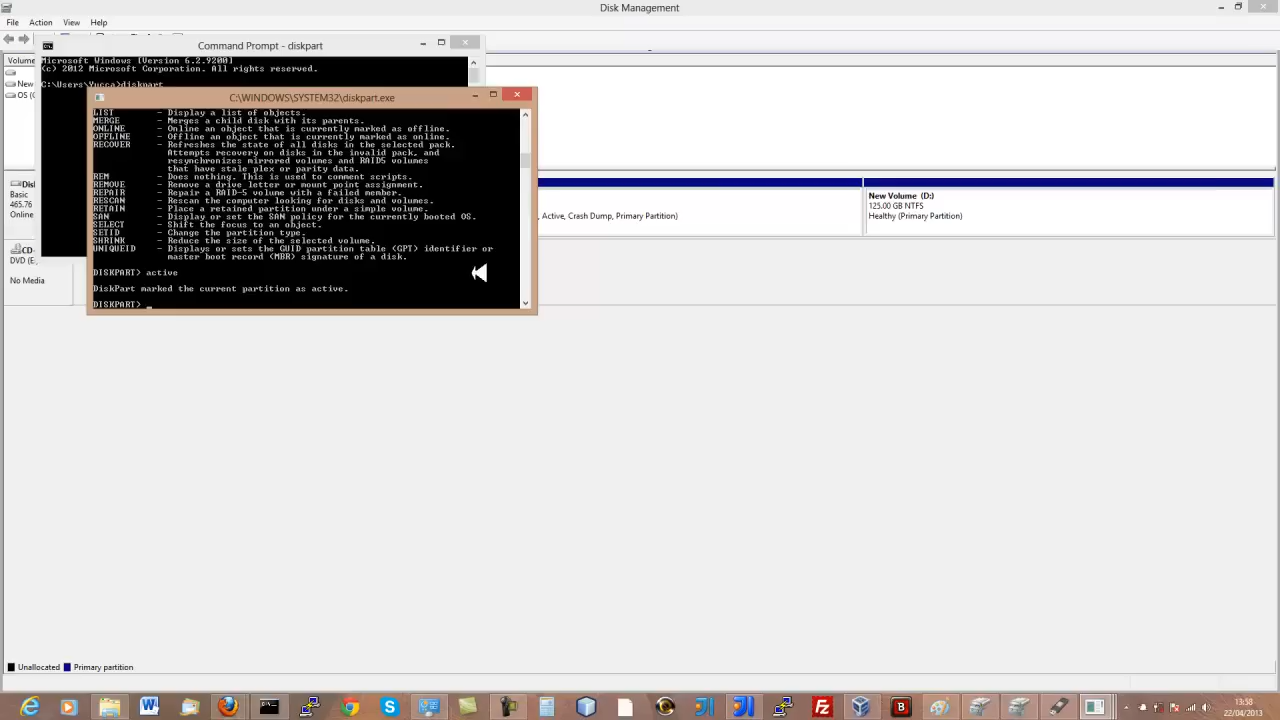 Disk Management
File Action View Help
Command Prompt - diskpart
Microsoft Windows [Version 6.2.9200]
(c) 2012 Microsoft Corporation. All rights reserved.
C:\Users\Yucca>diskpart
Volume
New
OS (C
C:\WINDOWS\SYSTEM32\diskpart.exe
LIST - Display a list of objects.
MERGE - Merges a child disk with its parents.
ONLINE - Online an object that is currently marked as offline.
OFFLINE - Offline an object that is currently marked as online.
RECOVER - Refreshes the state of all disks in the selected pack.
Attempts recovery on disks in the invalid pack, and
resynchronizes mirrored volumes and RAID5 volumes
that have stale plex or parity data.
REM - Does nothing. This is used to comment scripts.
REMOVE - Remove a drive letter or mount point assignment.
REPAIR - Repair a RAID-5 volume with a failed member.
RESCAN - Rescan the computer looking for disks and volumes.
RETAIN - Place a retained partition under a simple volume.
SAN - Display or set the SAN policy for the currently booted OS.
SELECT - Shift the focus to an object.
SETID - Change the partition type.
SHRINK - Reduce the size of the selected volume.
UNIQUEID - Displays or sets the GUID partition table (GPT) identifier or
master boot record (MBR) signature of a disk.
DISKPART> active
DiskPart marked the current partition as active.
DISKPART> _
Disk
Basic
465.76
Online
, Active, Crash Dump, Primary Partition)
New Volume (D:)
125.00 GB NTFS
Healthy (Primary Partition)
CD-
DVD (E:
No Media
Unallocated Primary partition
13:58
22/04/2013